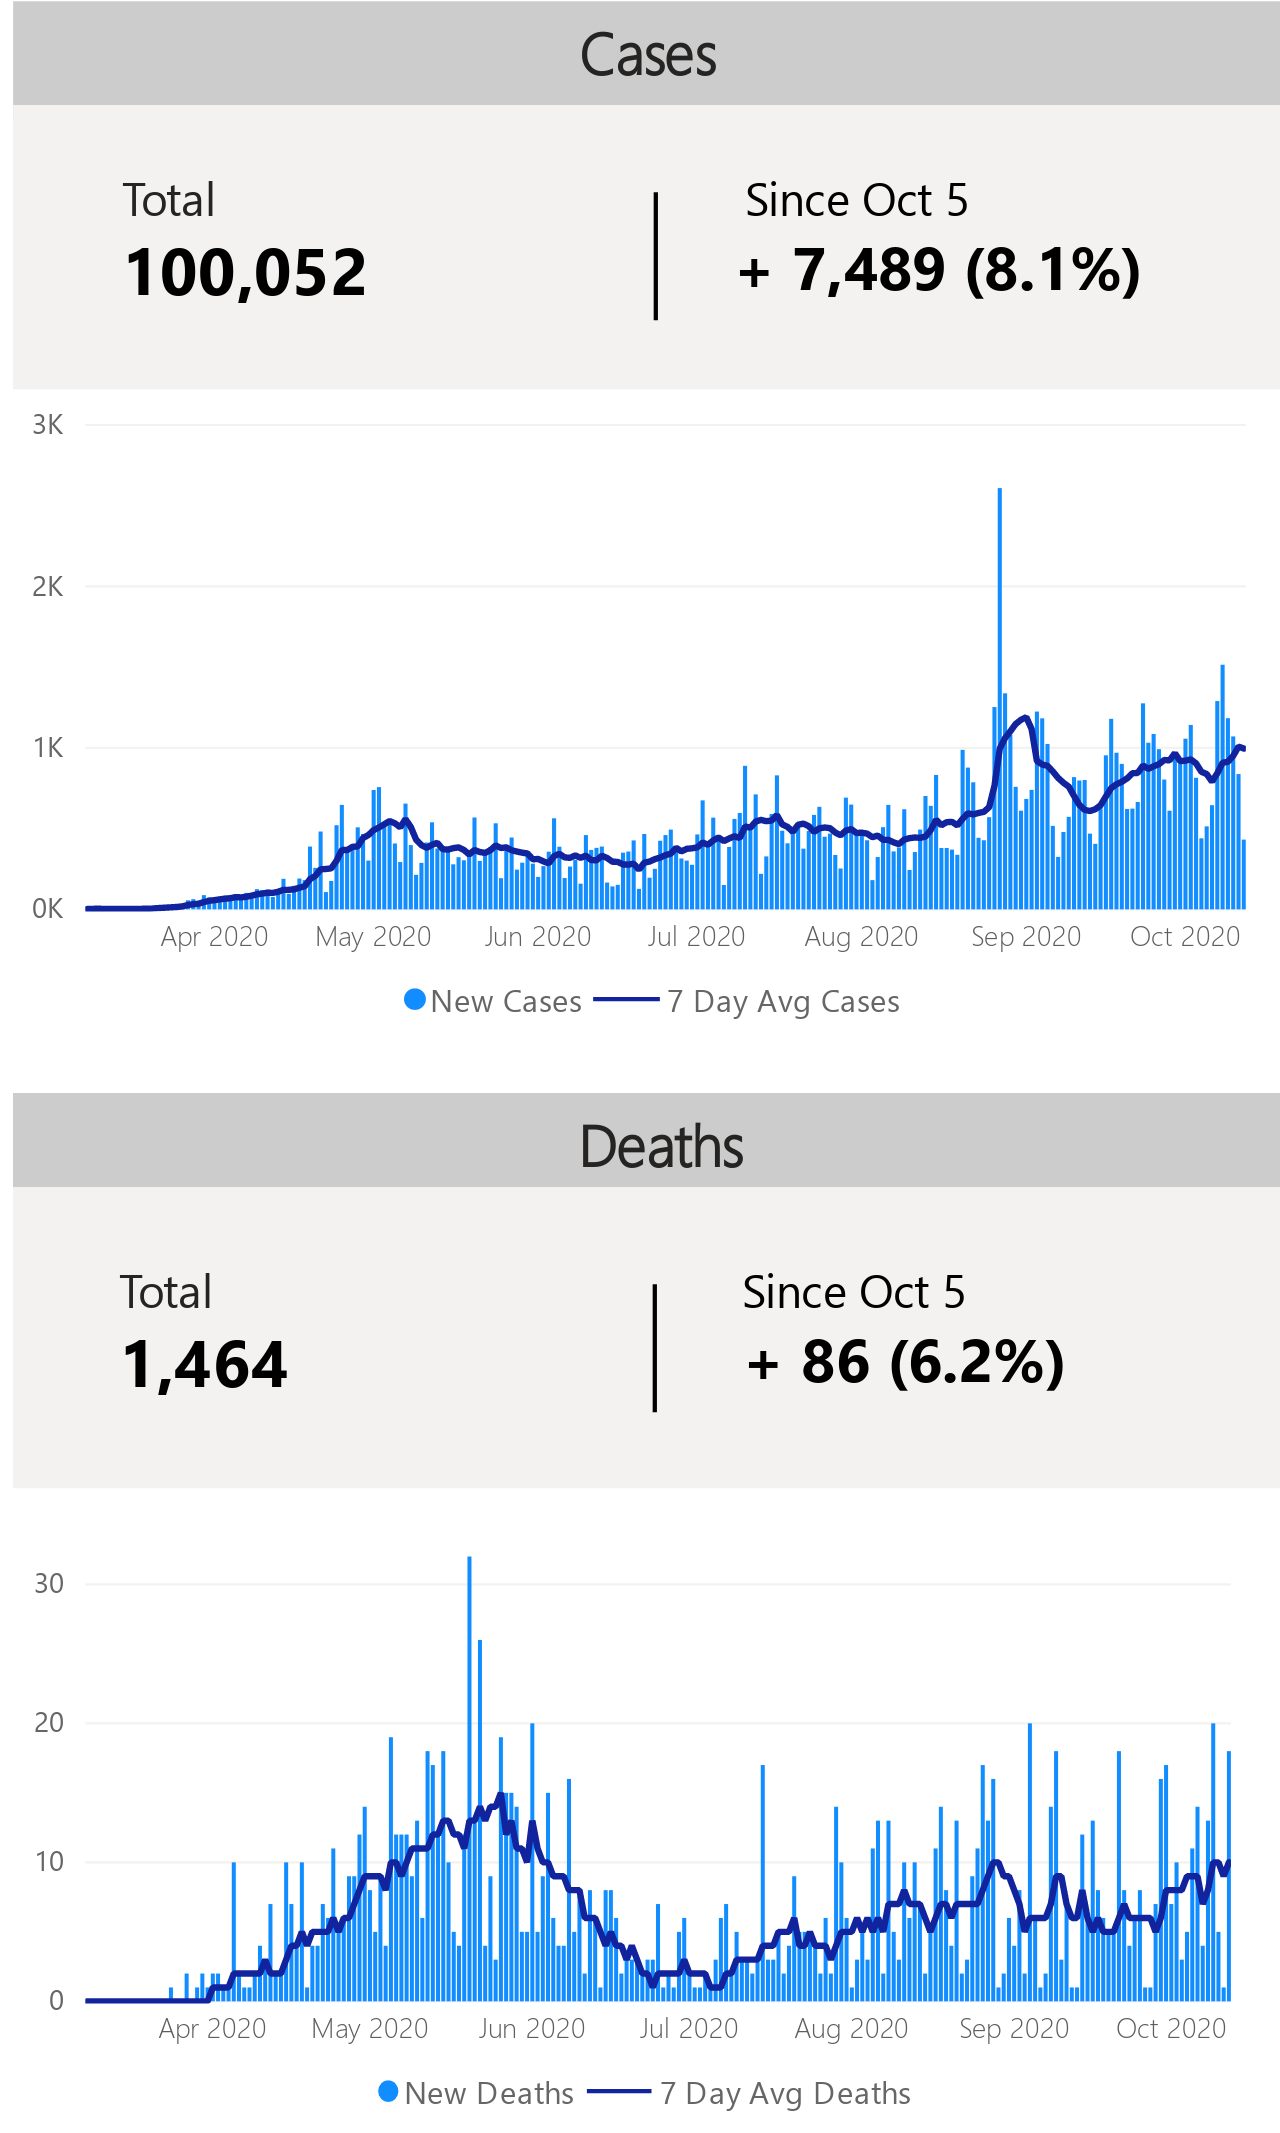 Cases
Total
Since Oct 5
100,052
+ 7,489 (8.1%)
3K
2K
1K
0K
Apr 2020 May 2020 Jun 2020 Jul 2020 Aug 2020 Sep 2020 Oct 2020
New Cases 7 Day Avg Cases
Deaths
Total
Since Oct 5
1,464
+ 86 (6.2%)
30
20
10
0
Apr 2020 May 2020 Jun 2020 Jul 2020 Aug 2020 Sep 2020 Oct 2020
New Deaths 7 Day Avg Deaths